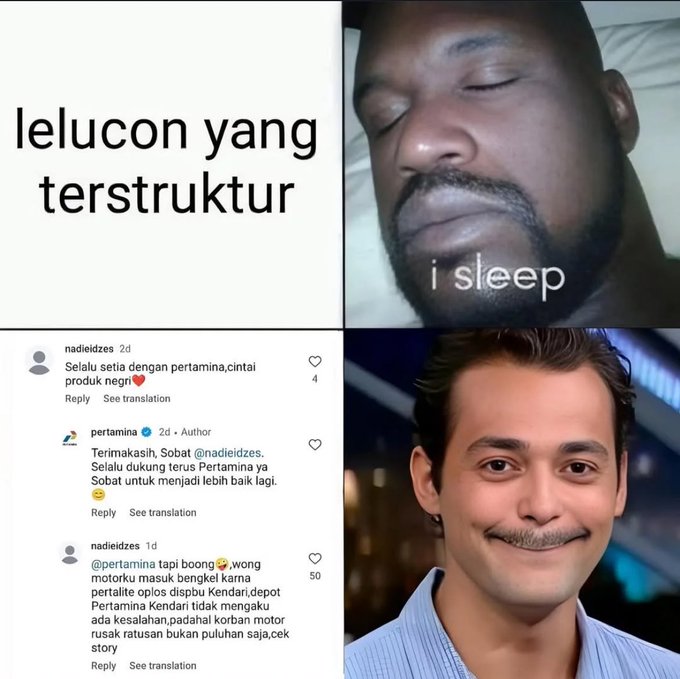 lelucon yang
terstruktur
i sleep
nadieidzes 2d
Selalu setia dengan pertamina,cintai
produk negri❤️
4
Reply See translation
pertamina 2d • Author
Terimakasih, Sobat @nadieidzes.
Selalu dukung terus Pertamina ya
Sobat untuk menjadi lebih baik lagi.
😊
Reply See translation
nadieidzes 1d
@pertamina tapi boong🤪,wong
motorku masuk bengkel karna
pertalite oplos dispbu Kendari,depot
Pertamina Kendari tidak mengaku
ada kesalahan,padahal korban motor
rusak ratusan bukan puluhan saja,cek
story
50
Reply See translation